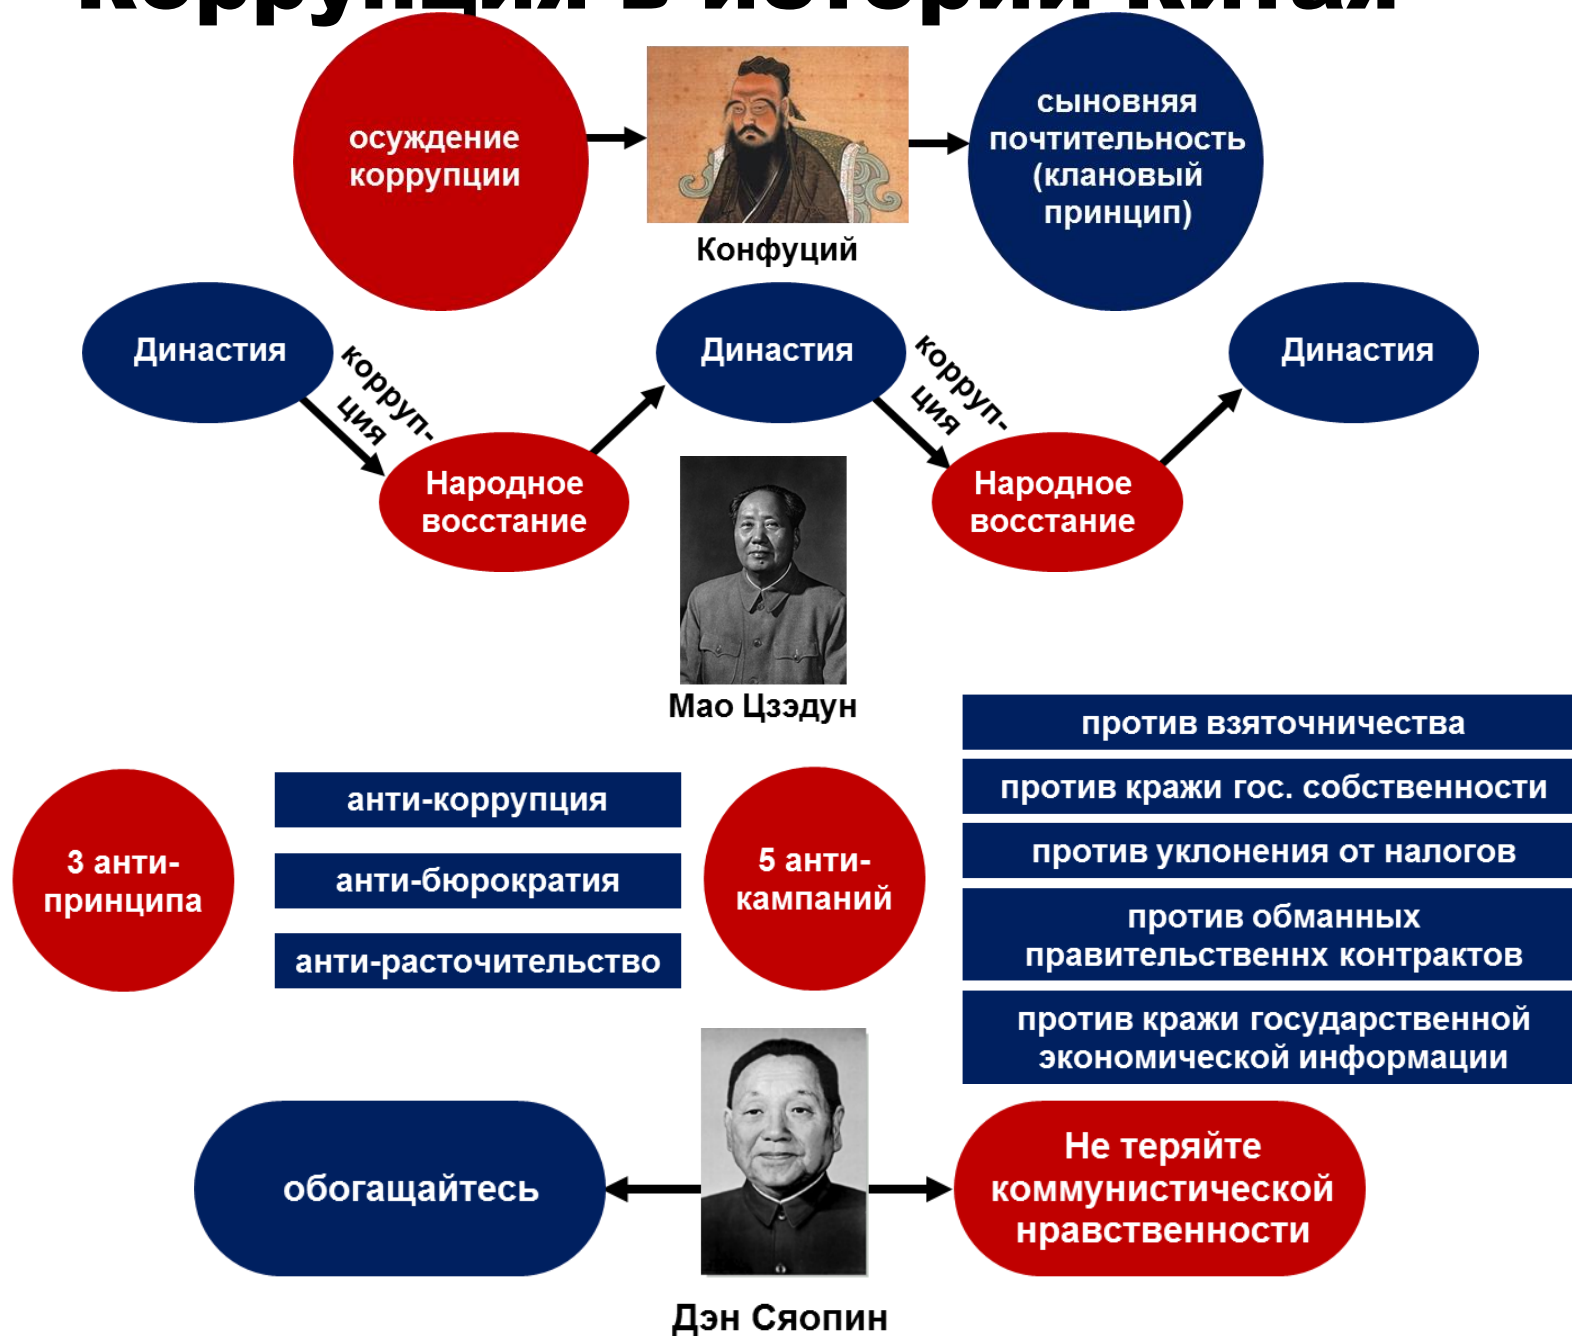 Коррупция в истории Китая
осуждение
коррупции
сыновняя
почтительность
(клановый
принцип)
Конфуций
Династия
корруп-
ция
Династия
корруп-
ция
Династия
Народное
восстание
Народное
восстание
Мао Цзэдун
3 анти-
принципа
анти-коррупция
анти-бюрократия
анти-расточительство
5 анти-
кампаний
против взяточничества
против кражи гос. собственности
против уклонения от налогов
против обманных
правительственнх контрактов
против кражи государственной
экономической информации
обогащайтесь
Не теряйте
коммунистической
нравственности
Дэн Сяопин